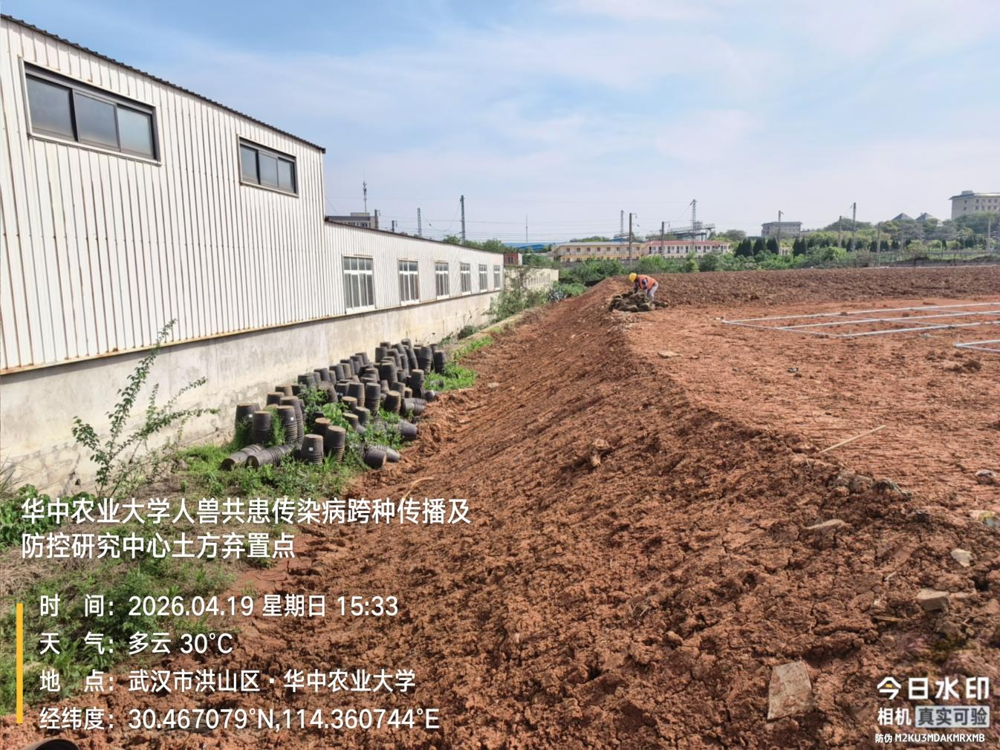 华中农业大学人兽共患传染病跨种传播及
防控研究中心土方弃置点
时 间：2026.04.19 星期日 15:33
天 气：多云 30℃
地 点：武汉市洪山区·华中农业大学
经纬度：30.467079°N,114.360744°E
今日水印
相机 真实可验
防伪 M2KU3MDAKMRXMB